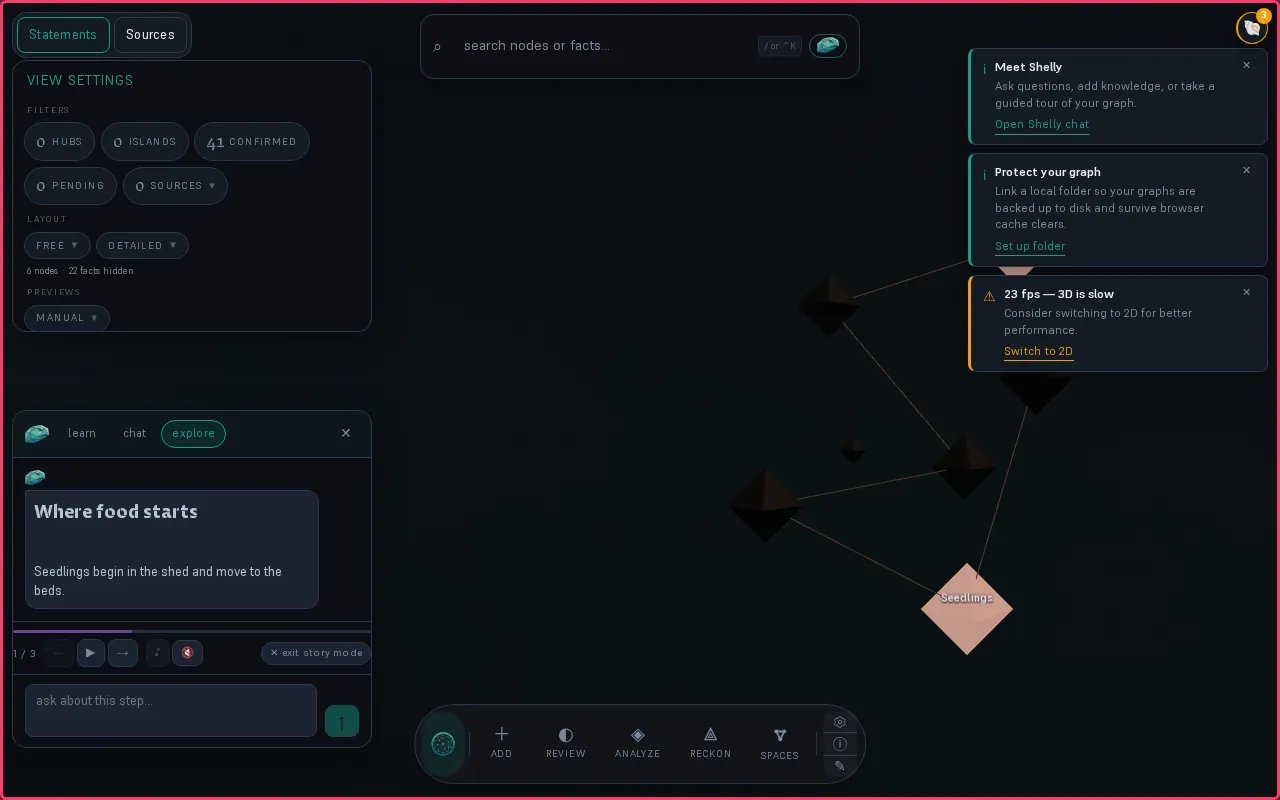 Statements
Sources
search nodes or facts...
/ or ^K
3
VIEW SETTINGS
FILTERS
0 HUBS
0 ISLANDS
41 CONFIRMED
0 PENDING
0 SOURCES ▼
LAYOUT
FREE ▼
DETAILED ▼
6 nodes · 22 facts hidden
PREVIEWS
MANUAL ▼
i Meet Shelly ✕
Ask questions, add knowledge, or take a
guided tour of your graph.
Open Shelly chat
i Protect your graph ✕
Link a local folder so your graphs are
backed up to disk and survive browser
cache clears.
Set up folder
⚠ 23 fps — 3D is slow ✕
Consider switching to 2D for better
performance.
Switch to 2D
learn
chat
explore
✕
Where food starts
Seedlings begin in the shed and move to the
beds.
1 / 3
✕ exit story mode
ask about this step...
Seedlings
ADD
REVIEW
ANALYZE
RECKON
SPACES